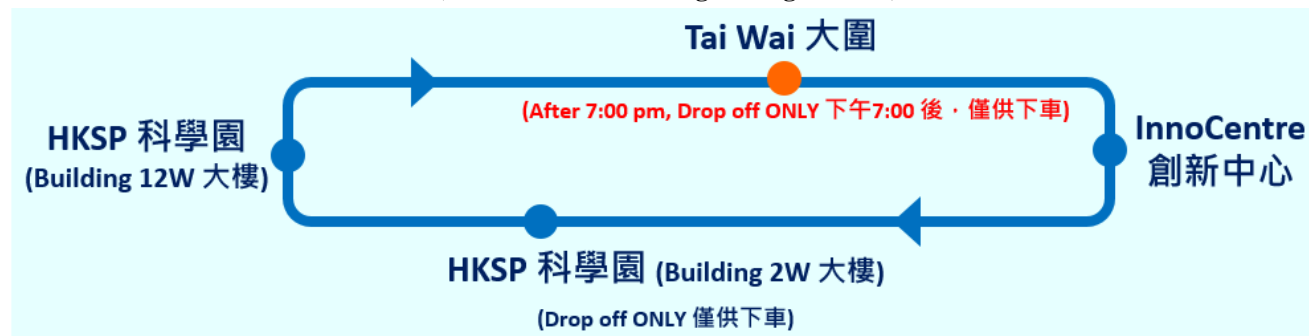 Tai Wai 大圍
(After 7:00 pm, Drop off ONLY 下午7:00 後，僅供下車)
HKSP 科學園
(Building 12W 大樓)
InnoCentre
創新中心
HKSP 科學園 (Building 2W 大樓)
(Drop off ONLY 僅供下車)